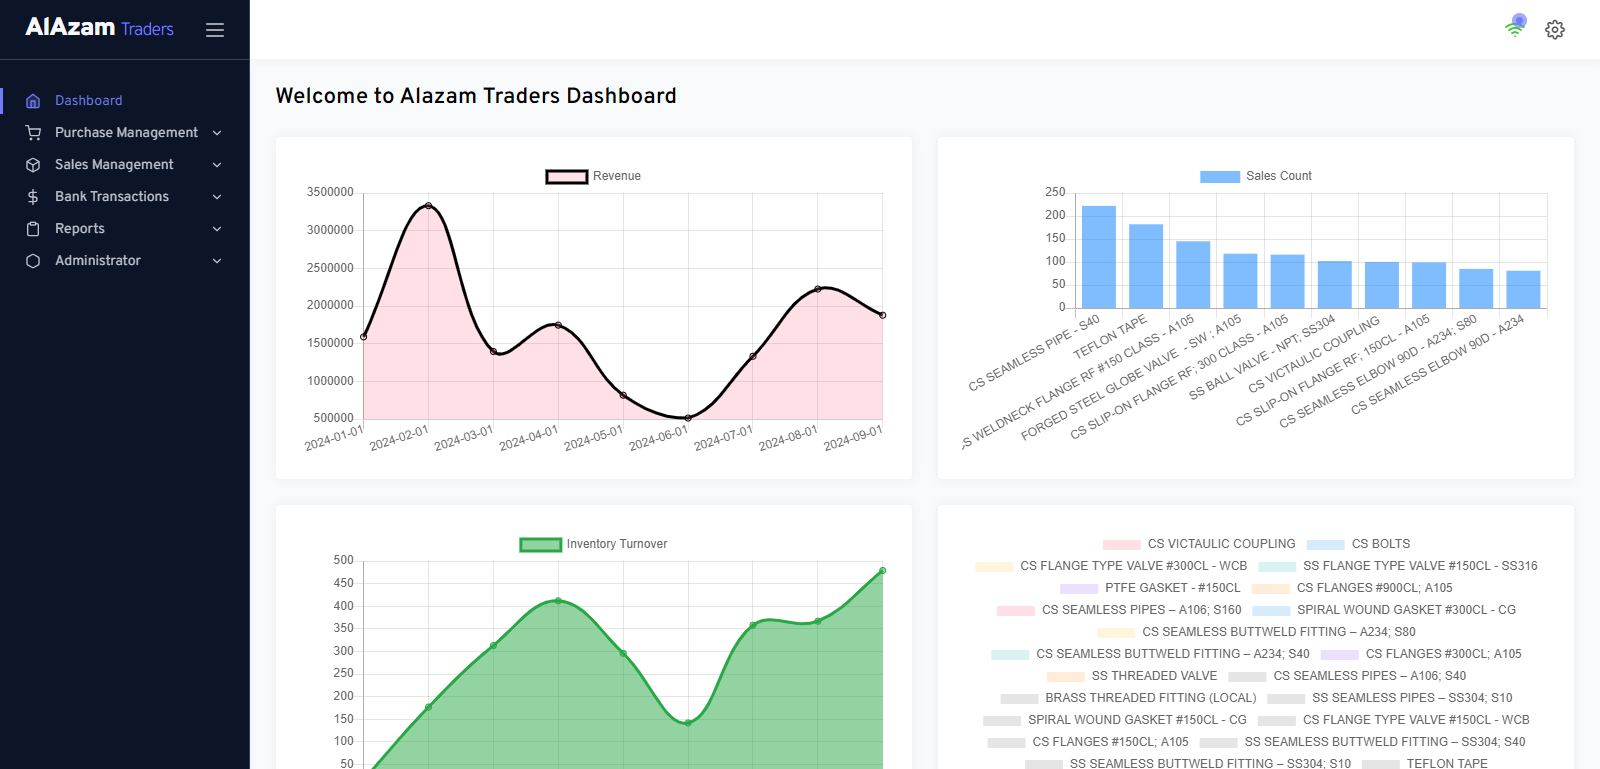 AlAzam Traders
Dashboard
Purchase Management
Sales Management
Bank Transactions
Reports
Administrator
Welcome to Alazam Traders Dashboard
Revenue
3500000
3000000
2500000
2000000
1500000
1000000
500000
2024-01-01
2024-02-01
2024-03-01
2024-04-01
2024-05-01
2024-06-01
2024-07-01
2024-08-01
2024-09-01
Sales Count
250
200
150
100
50
0
CS SEAMLESS PIPE - S40
TEFLON TAPE
WELDNECK FLANGE RF #150 CLASS - A105
FORGED STEEL GLOBE VALVE - SW ; A105
CS SLIP-ON FLANGE RF; 300 CLASS - A105
SS BALL VALVE - NPT; SS304
CS VICTAULIC COUPLING
CS SLIP-ON FLANGE RF; 150CL - A105
CS SEAMLESS ELBOW 90D - A234; S80
CS SEAMLESS ELBOW 90D - A234
Inventory Turnover
500
450
400
350
300
250
200
150
100
50
CS VICTAULIC COUPLING CS BOLTS
CS FLANGE TYPE VALVE #300CL - WCB SS FLANGE TYPE VALVE #150CL - SS316
PTFE GASKET - #150CL CS FLANGES #900CL; A105
CS SEAMLESS PIPES – A106; S160 SPIRAL WOUND GASKET #300CL - CG
CS SEAMLESS BUTTWELD FITTING – A234; S80
CS SEAMLESS BUTTWELD FITTING – A234; S40 CS FLANGES #300CL; A105
SS THREADED VALVE CS SEAMLESS PIPES – A106; S40
BRASS THREADED FITTING (LOCAL) SS SEAMLESS PIPES – SS304; S10
SPIRAL WOUND GASKET #150CL - CG CS FLANGE TYPE VALVE #150CL - WCB
CS FLANGES #150CL; A105 SS SEAMLESS BUTTWELD FITTING – SS304; S40
SS SEAMLESS BUTTWELD FITTING – SS304; S10 TEFLON TAPE